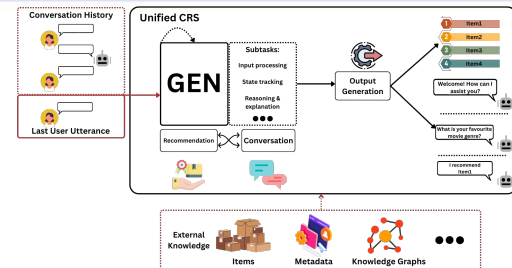 Conversation History
Last User Utterance
Unified CRS
GEN
Subtasks:
Input processing
State tracking
Reasoning &
explanation
Recommendation
Conversation
Output
Generation
1 Item1
2 Item2
3 Item3
4 Item4
Welcome! How can I
assist you?
What is your favourite
movie genre?
I recommend
Item1
External
Knowledge
Items
Metadata
Knowledge Graphs